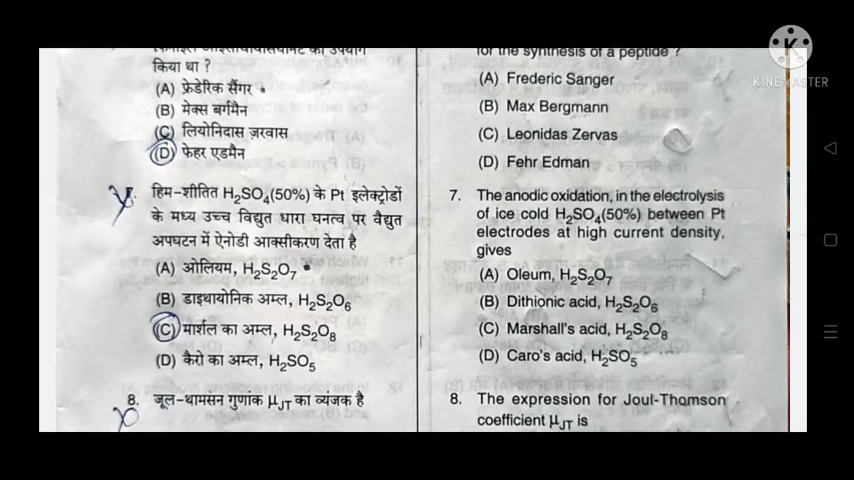 किया था ?
(A) फ्रेडेरिक सैंगर
(B) मेक्स बर्गमैन
(C) लियोनिदास ज़रवास
(D) फेहर एडमैन
हिम-शीतित H₂SO₄(50%) के Pt इलेक्ट्रोडों
के मध्य उच्च विद्युत धारा घनत्व पर वैद्युत
अपघटन में ऐनोडी आक्सीकरण देता है
(A) ओलियम, H₂S₂O₇
(B) डाइथायोनिक अम्ल, H₂S₂O₆
(C) मार्शल का अम्ल, H₂S₂O₈
(D) कैरो का अम्ल, H₂SO₅
8. जूल-थामसन गुणांक μJT का व्यंजक है
for the synthesis of a peptide ?
(A) Frederic Sanger
(B) Max Bergmann
(C) Leonidas Zervas
(D) Fehr Edman
7. The anodic oxidation, in the electrolysis
of ice cold H₂SO₄(50%) between Pt
electrodes at high current density,
gives
(A) Oleum, H₂S₂O₇
(B) Dithionic acid, H₂S₂O₆
(C) Marshall's acid, H₂S₂O₈
(D) Caro's acid, H₂SO₅
8. The expression for Joul-Thomson
coefficient μJT is
K
KINEMASTER